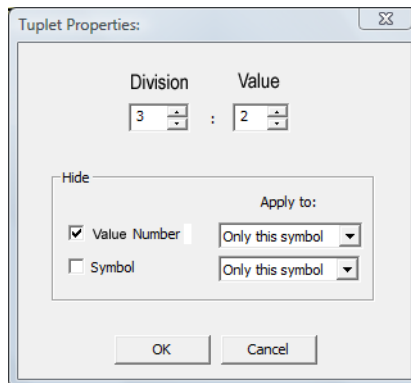 Tuplet Properties:
Division Value
3 : 2
Hide
Apply to:
Value Number Only this symbol
Symbol Only this symbol
OK Cancel